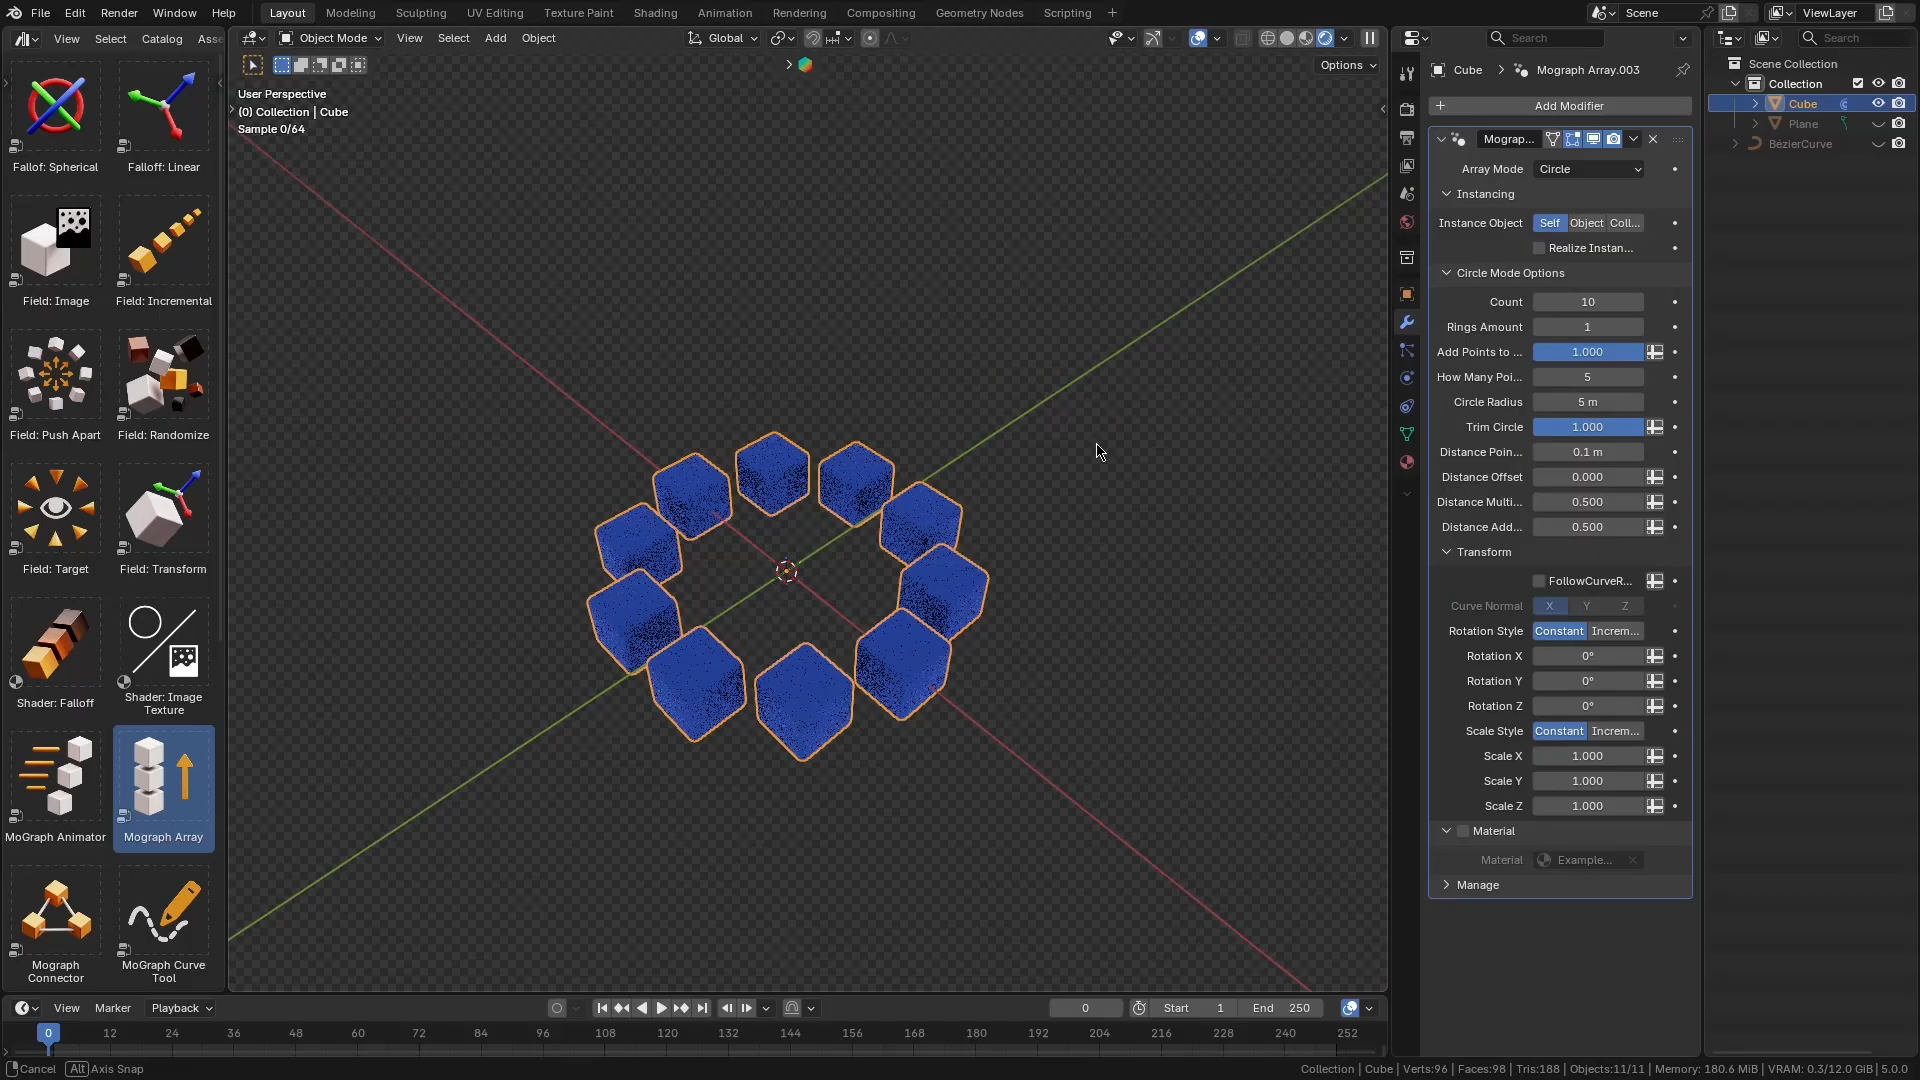 File Edit Render Window Help Layout Modeling Sculpting UV Editing Texture Paint Shading Animation Rendering Compositing Geometry Nodes Scripting Scene ViewLayer
View Select Catalog Asse
Object Mode View Select Add Object Global
Search
Search
Options
User Perspective
(0) Collection | Cube
Sample 0/64
Fallof: Spherical
Falloff: Linear
Field: Image
Field: Incremental
Field: Push Apart
Field: Randomize
Field: Target
Field: Transform
Shader: Falloff
Shader: Image
Texture
MoGraph Animator
Mograph Array
Mograph
Connector
MoGraph Curve
Tool
Cube Mograph Array.003
Add Modifier
Mograp...
Array Mode Circle
Instancing
Instance Object Self Object Coll...
Realize Instan...
Circle Mode Options
Count 10
Rings Amount 1
Add Points to ... 1.000
How Many Poi... 5
Circle Radius 5 m
Trim Circle 1.000
Distance Poin... 0.1 m
Distance Offset 0.000
Distance Multi... 0.500
Distance Add... 0.500
Transform
FollowCurveR...
Curve Normal X Y Z
Rotation Style Constant Increm...
Rotation X 0°
Rotation Y 0°
Rotation Z 0°
Scale Style Constant Increm...
Scale X 1.000
Scale Y 1.000
Scale Z 1.000
Material
Material Example...
Manage
Scene Collection
Collection
Cube
Plane
BézierCurve
View Marker Playback 0 Start 1 End 250
0 12 24 36 48 60 72 84 96 108 120 132 144 156 168 180 192 204 216 228 240 252
Cancel Alt Axis Snap
Collection | Cube | Verts:96 | Faces:98 | Tris:188 | Objects:11/11 | Memory: 180.6 MiB | VRAM: 0.3/12.0 GiB | 5.0.0